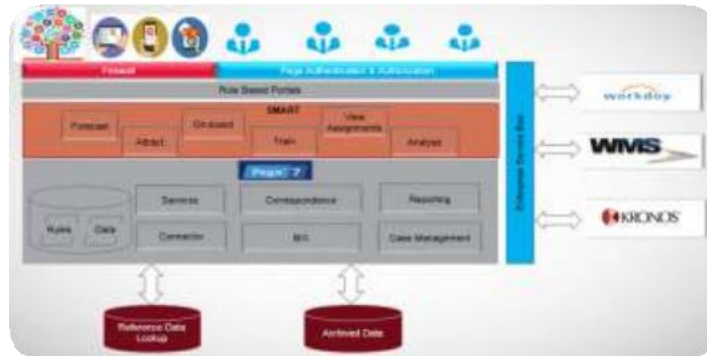 Firewall
Pega Authentication & Authorization
Role Based Portals
SMART
Forecast
Attract
On-board
Train
View
Assignments
Analyse
Pega 7
Services
Correspondence
Reporting
Rules
Data
Connector
BIX
Case Management
Enterprise Service Bus
workday
WMS
KRONOS
Reference Data
Lookup
Archived Data